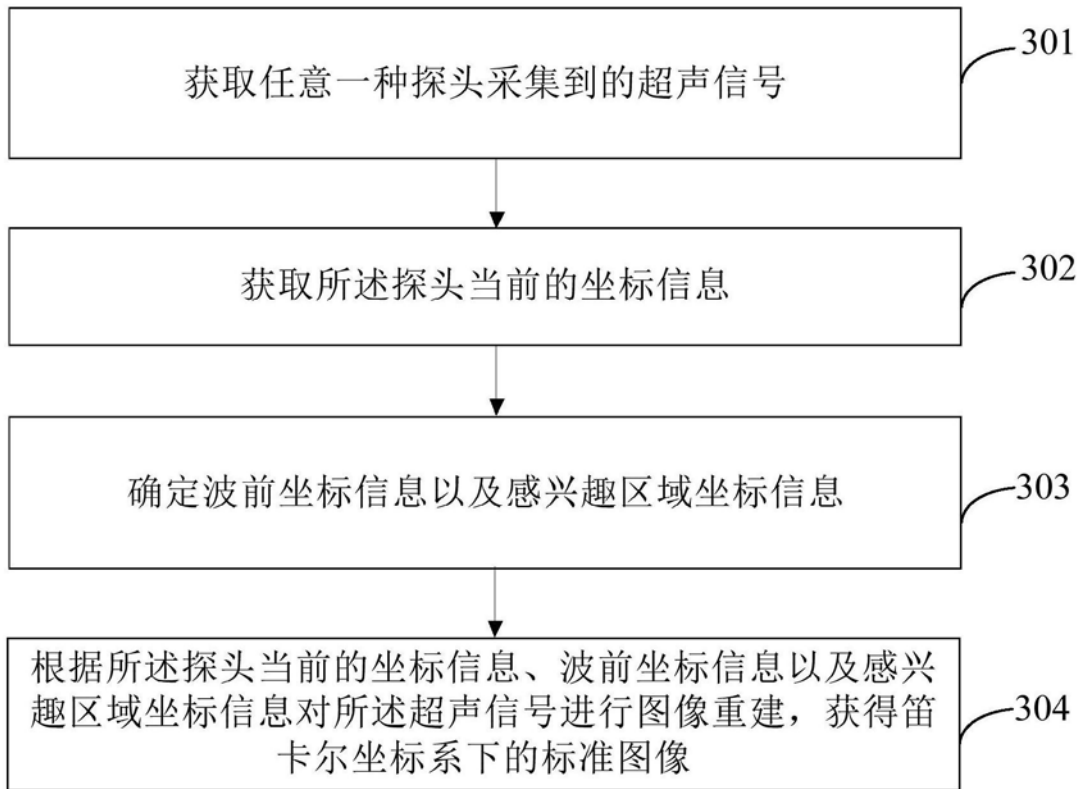 获取任意一种探头采集到的超声信号
301
获取所述探头当前的坐标信息
302
确定波前坐标信息以及感兴趣区域坐标信息
303
根据所述探头当前的坐标信息、波前坐标信息以及感兴
趣区域坐标信息对所述超声信号进行图像重建，获得笛
卡尔坐标系下的标准图像
304